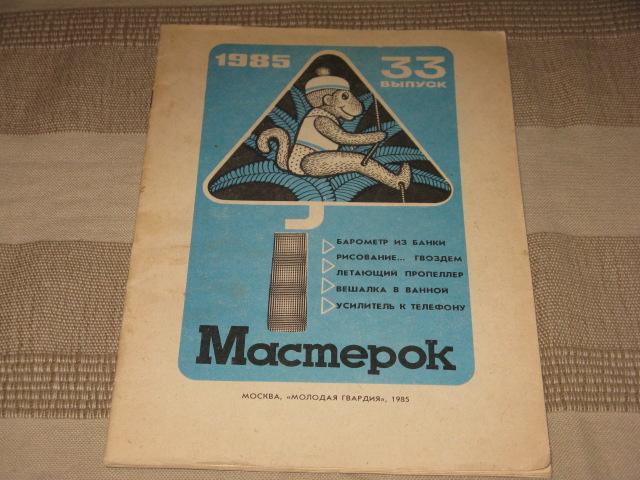 1985
33
ВЫПУСК
БАРОМЕТР ИЗ БАНКИ
РИСОВАНИЕ... ГВОЗДЕМ
ЛЕТАЮЩИЙ ПРОПЕЛЛЕР
ВЕШАЛКА В ВАННОЙ
УСИЛИТЕЛЬ К ТЕЛЕФОНУ
Мастерок
МОСКВА, «МОЛОДАЯ ГВАРДИЯ», 1985